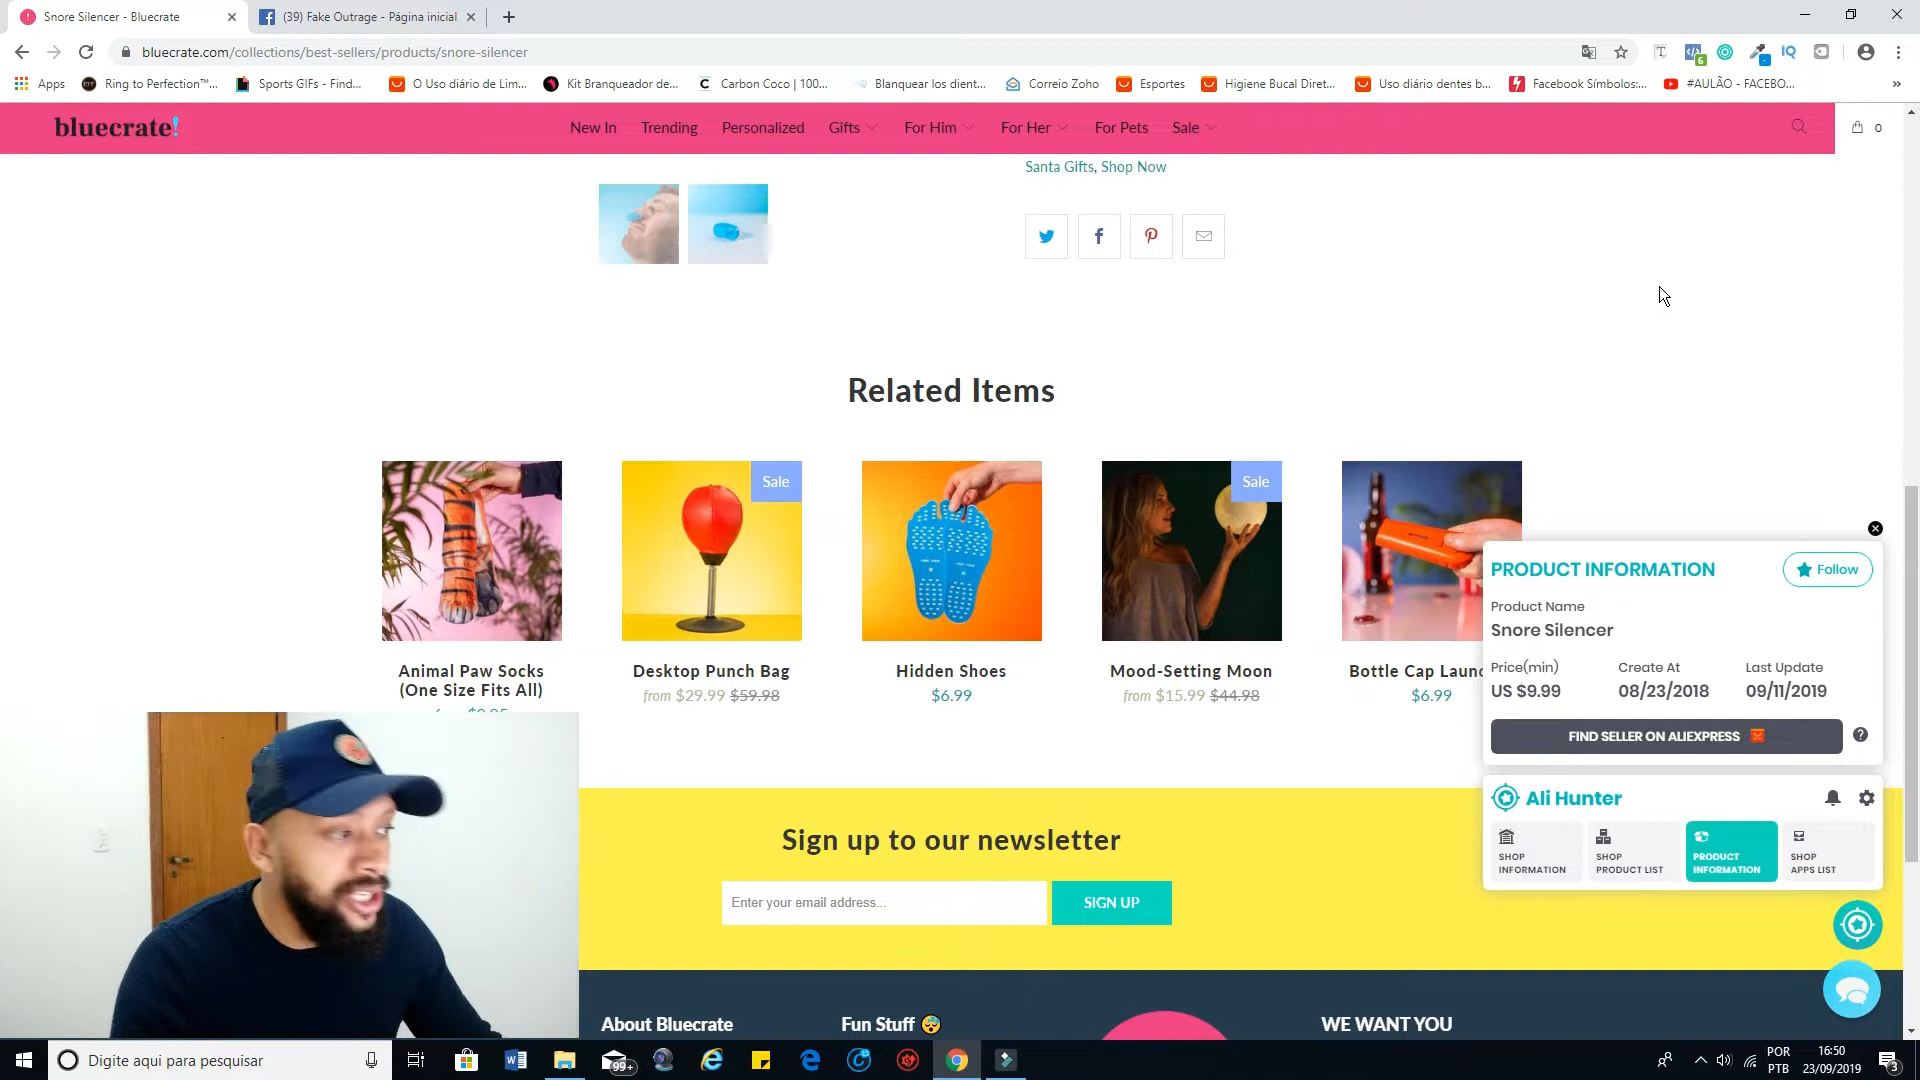 Snore Silencer - Bluecrate
(39) Fake Outrage - Página inicial
bluecrate.com/collections/best-sellers/products/snore-silencer
6
IQ
Apps
Ring to Perfection™...
Sports GIFs - Find...
O Uso diário de Lim...
Kit Branqueador de...
Carbon Coco | 100...
Blanquear los dient...
Correio Zoho
Esportes
Higiene Bucal Diret...
Uso diário dentes b...
Facebook Símbolos:...
#AULÃO - FACEBO...
bluecrate!
New In
Trending
Personalized
Gifts
For Him
For Her
For Pets
Sale
0
Santa Gifts, Shop Now
Related Items
Sale
Sale
Animal Paw Socks
(One Size Fits All)
Desktop Punch Bag
from $29.99 $59.98
Hidden Shoes
$6.99
Mood-Setting Moon
from $15.99 $44.98
Bottle Cap Laun
$6.99
PRODUCT INFORMATION
Follow
Product Name
Snore Silencer
Price(min)
Create At
Last Update
US $9.99
08/23/2018
09/11/2019
FIND SELLER ON ALIEXPRESS
?
Ali Hunter
SHOP
INFORMATION
SHOP
PRODUCT LIST
PRODUCT
INFORMATION
SHOP
APPS LIST
Sign up to our newsletter
Enter your email address...
SIGN UP
About Bluecrate
Fun Stuff
WE WANT YOU
Digite aqui para pesquisar
99+
POR
PTB
16:50
23/09/2019
3